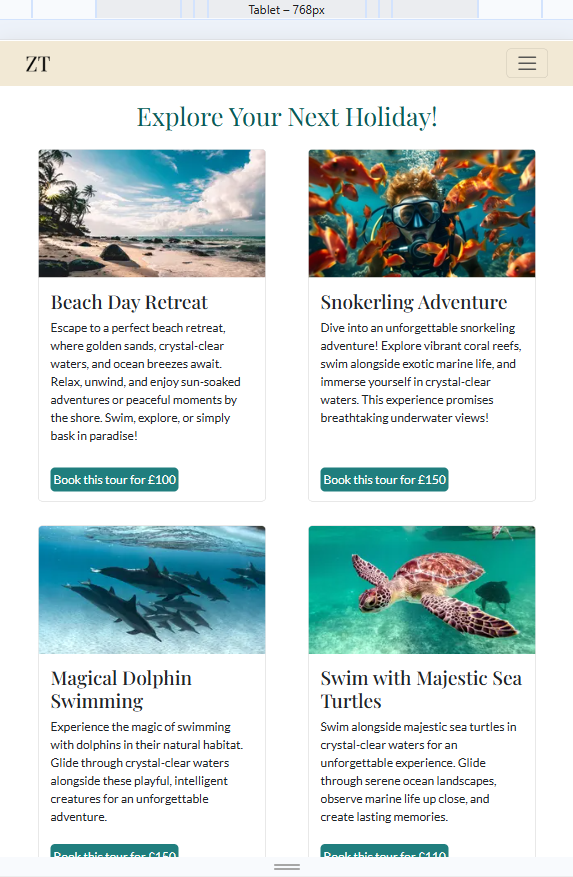 Tablet – 768px
ZT
Explore Your Next Holiday!
Beach Day Retreat
Escape to a perfect beach retreat,
where golden sands, crystal-clear
waters, and ocean breezes await.
Relax, unwind, and enjoy sun-soaked
adventures or peaceful moments by
the shore. Swim, explore, or simply
bask in paradise!
Book this tour for £100
Snokerling Adventure
Dive into an unforgettable snorkeling
adventure! Explore vibrant coral reefs,
swim alongside exotic marine life, and
immerse yourself in crystal-clear
waters. This experience promises
breathtaking underwater views!
Book this tour for £150
Magical Dolphin
Swimming
Experience the magic of swimming
with dolphins in their natural habitat.
Glide through crystal-clear waters
alongside these playful, intelligent
creatures for an unforgettable
adventure.
Book this tour for £150
Swim with Majestic Sea
Turtles
Swim alongside majestic sea turtles in
crystal-clear waters for an
unforgettable experience. Glide
through serene ocean landscapes,
observe marine life up close, and
create lasting memories.
Book this tour for £110